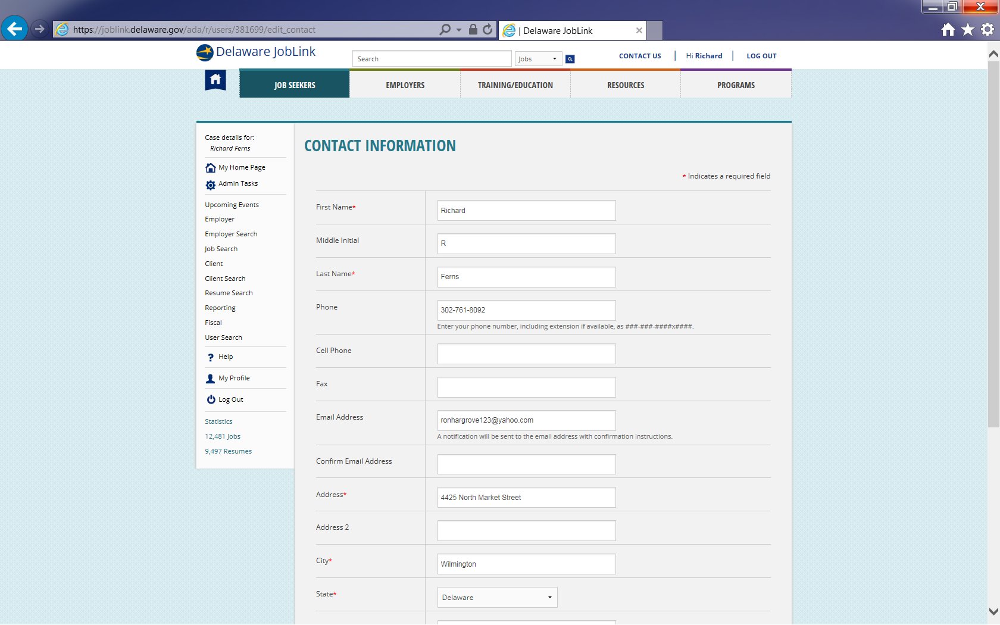 https://joblink.delaware.gov/ada/r/users/381699/edit_contact
| Delaware JobLink
Delaware JobLink
Search
Jobs
CONTACT US
Hi Richard
LOG OUT
JOB SEEKERS
EMPLOYERS
TRAINING/EDUCATION
RESOURCES
PROGRAMS
Case details for:
Richard Ferns
My Home Page
Admin Tasks
Upcoming Events
Employer
Employer Search
Job Search
Client
Client Search
Resume Search
Reporting
Fiscal
User Search
? Help
My Profile
Log Out
Statistics
12,481 Jobs
9,497 Resumes
CONTACT INFORMATION
* Indicates a required field
First Name*
Richard
Middle Initial
R
Last Name*
Ferns
Phone
302-761-8092
Enter your phone number, including extension if available, as ###-###-####x####.
Cell Phone
Fax
Email Address
ronhargrove123@yahoo.com
A notification will be sent to the email address with confirmation instructions.
Confirm Email Address
Address*
4425 North Market Street
Address 2
City*
Wilmington
State*
Delaware